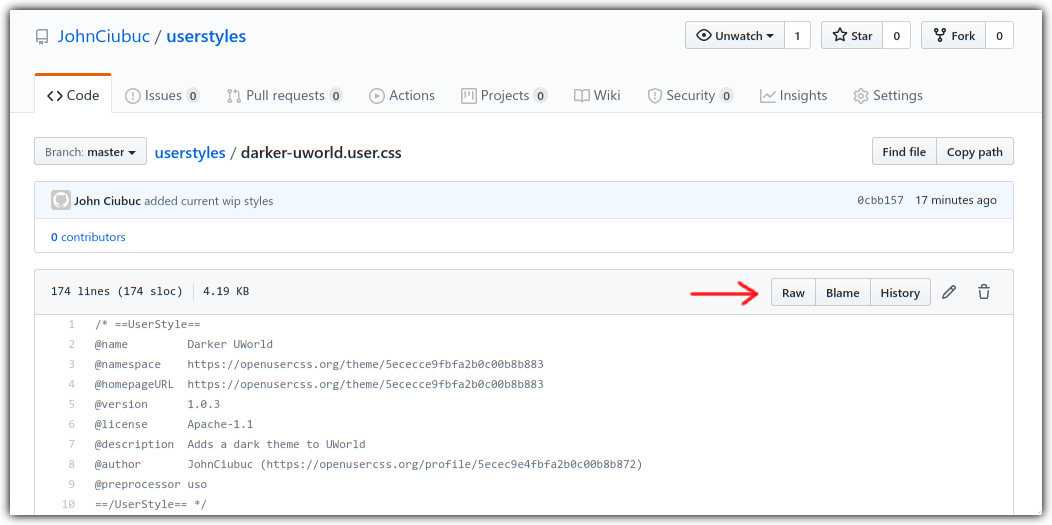 JohnCiubuc / userstyles Unwatch 1 Star 0 Fork 0
Code Issues 0 Pull requests 0 Actions Projects 0 Wiki Security 0 Insights Settings
Branch: master userstyles / darker-uworld.user.css Find file Copy path
John Ciubuc added current wip styles 0cbb157 17 minutes ago
0 contributors
174 lines (174 sloc) 4.19 KB Raw Blame History
1 /* ==UserStyle==
2 @name Darker UWorld
3 @namespace https://openusercss.org/theme/5ececce9fbfa2b0c00b8b883
4 @homepageURL https://openusercss.org/theme/5ececce9fbfa2b0c00b8b883
5 @version 1.0.3
6 @license Apache-1.1
7 @description Adds a dark theme to UWorld
8 @author JohnCiubuc (https://openusercss.org/profile/5ecec9e4fbfa2b0c00b8b872)
9 @preprocessor uso
10 ==/UserStyle== */